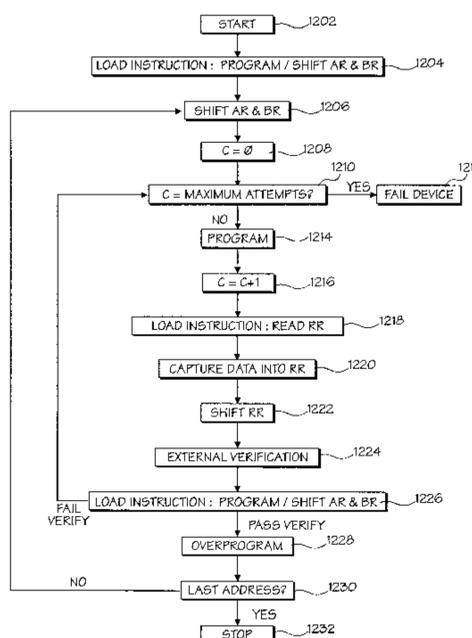 START 1202
LOAD INSTRUCTION : PROGRAM / SHIFT AR & BR 1204
SHIFT AR & BR 1206
C = Ø 1208
C = MAXIMUM ATTEMPTS? 1210
YES
FAIL DEVICE
NO
PROGRAM 1214
C = C+1 1216
LOAD INSTRUCTION : READ RR 1218
CAPTURE DATA INTO RR 1220
SHIFT RR 1222
EXTERNAL VERIFICATION 1224
LOAD INSTRUCTION : PROGRAM / SHIFT AR & BR 1226
FAIL
VERIFY
PASS VERIFY
OVERPROGRAM 1228
NO
LAST ADDRESS? 1230
YES
STOP 1232